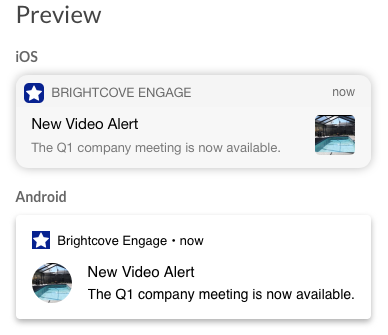 Preview
iOS
BRIGHTCOVE ENGAGE now
New Video Alert
The Q1 company meeting is now available.
Android
Brightcove Engage • now
New Video Alert
The Q1 company meeting is now available.